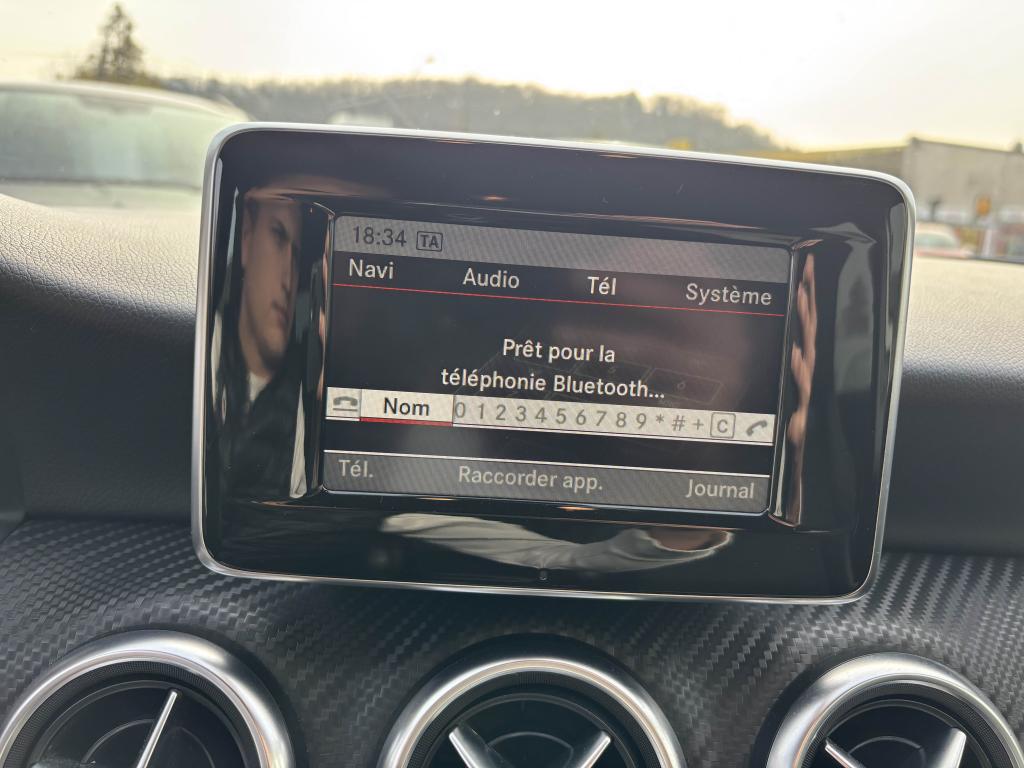 18:34 TA
Navi Audio Tél Système
Prêt pour la
téléphonie Bluetooth...
Nom 0 1 2 3 4 5 6 7 8 9 * # + C
Tél. Raccorder app. Journal